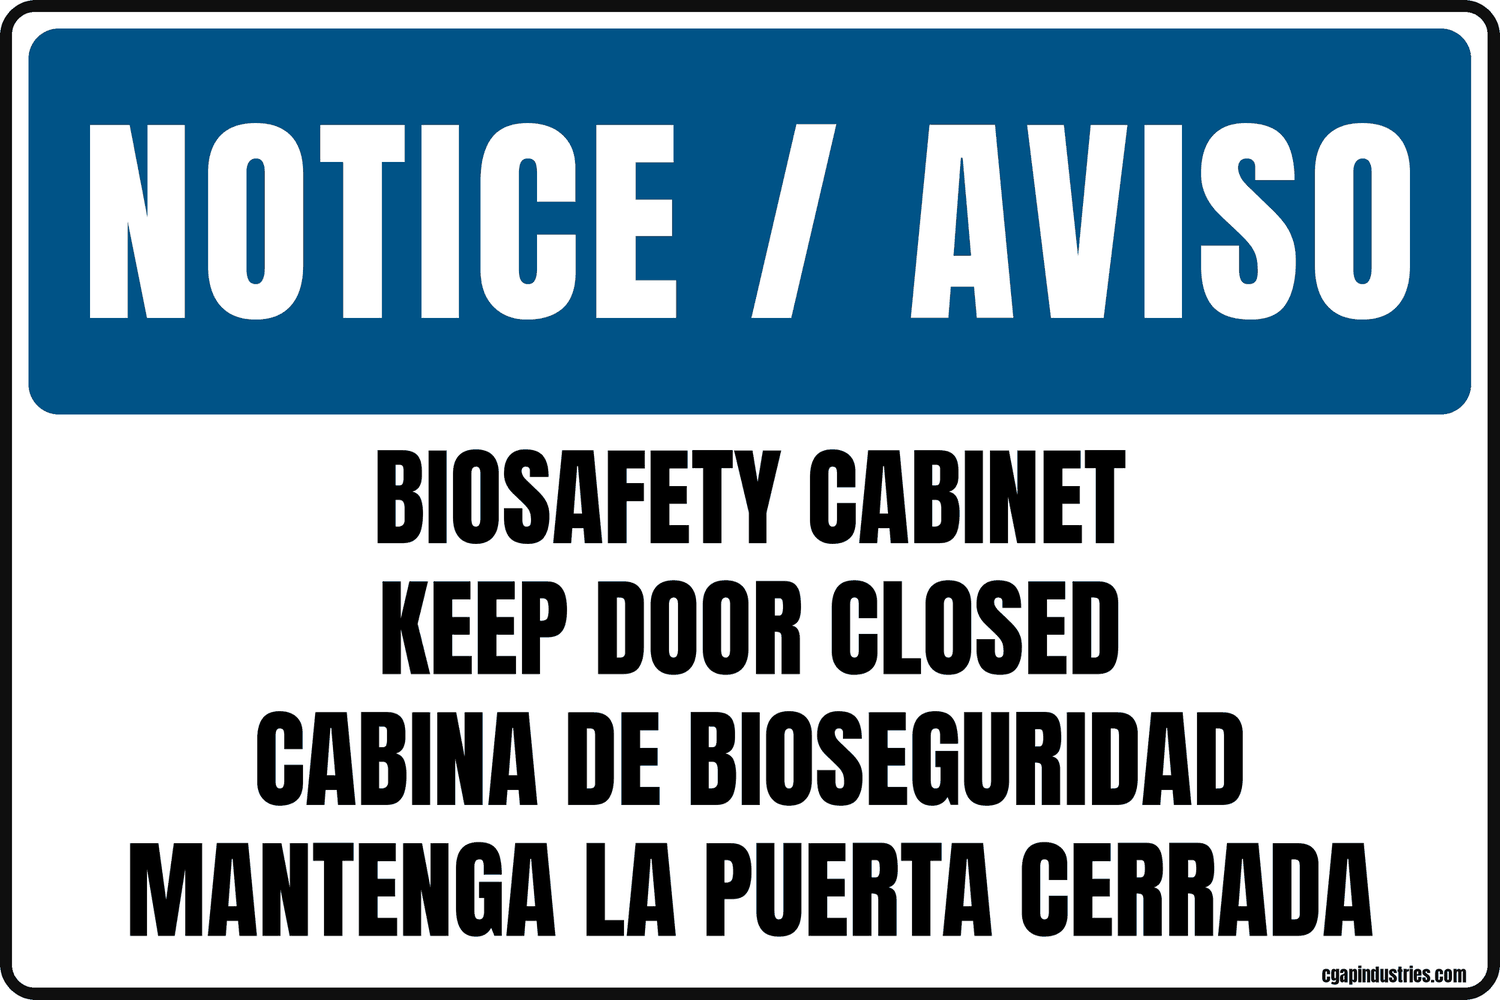 NOTICE / AVISO
BIOSAFETY CABINET
KEEP DOOR CLOSED
CABINA DE BIOSEGURIDAD
MANTENGA LA PUERTA CERRADA
cgapindustries.com